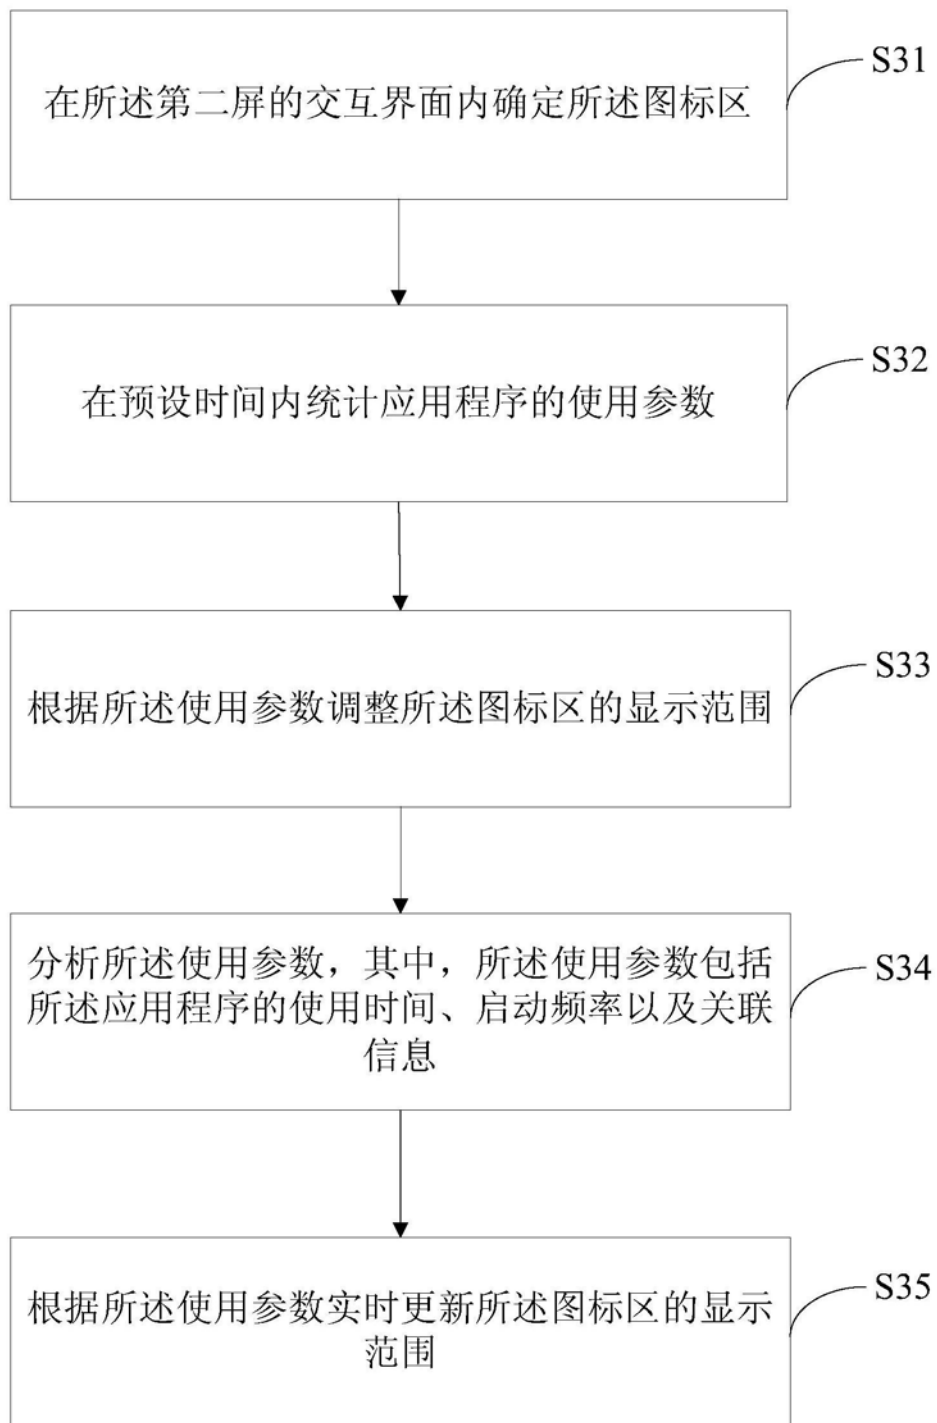 在所述第二屏的交互界面内确定所述图标区
S31
在预设时间内统计应用程序的使用参数
S32
根据所述使用参数调整所述图标区的显示范围
S33
分析所述使用参数，其中，所述使用参数包括
所述应用程序的使用时间、启动频率以及关联
信息
S34
根据所述使用参数实时更新所述图标区的显示
范围
S35